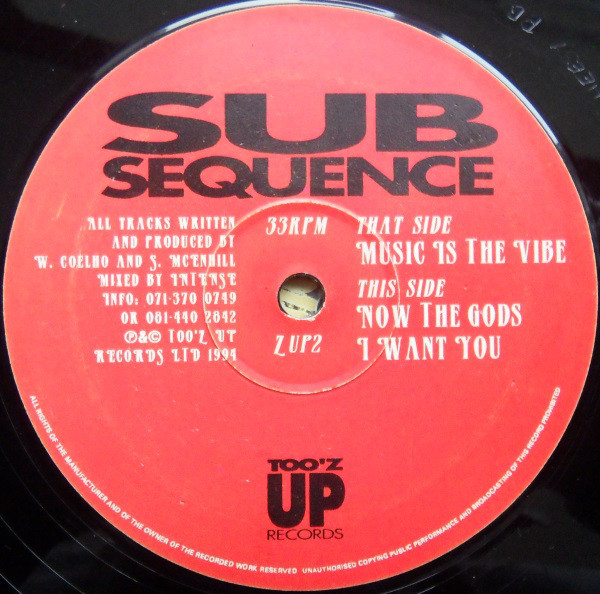 SUB
SEQUENCE
ALL TRACKS WRITTEN
AND PRODUCED BY
W. COELHO AND S. MCENHILL
MIXED BY INTENSE
INFO: 071-370 0749
OR 081-440 2842
℗&© TOO'Z UP
RECORDS LTD 1994
33RPM
Z UP2
THAT SIDE
MUSIC IS THE VIBE
THIS SIDE
NOW THE GODS
I WANT YOU
TOO'Z
UP
RECORDS
ALL RIGHTS OF THE MANUFACTURER AND OF THE OWNER OF THE RECORDED WORK RESERVED UNAUTHORISED COPYING PUBLIC PERFORMANCE AND BROADCASTING OF THIS RECORD PROHIBITED